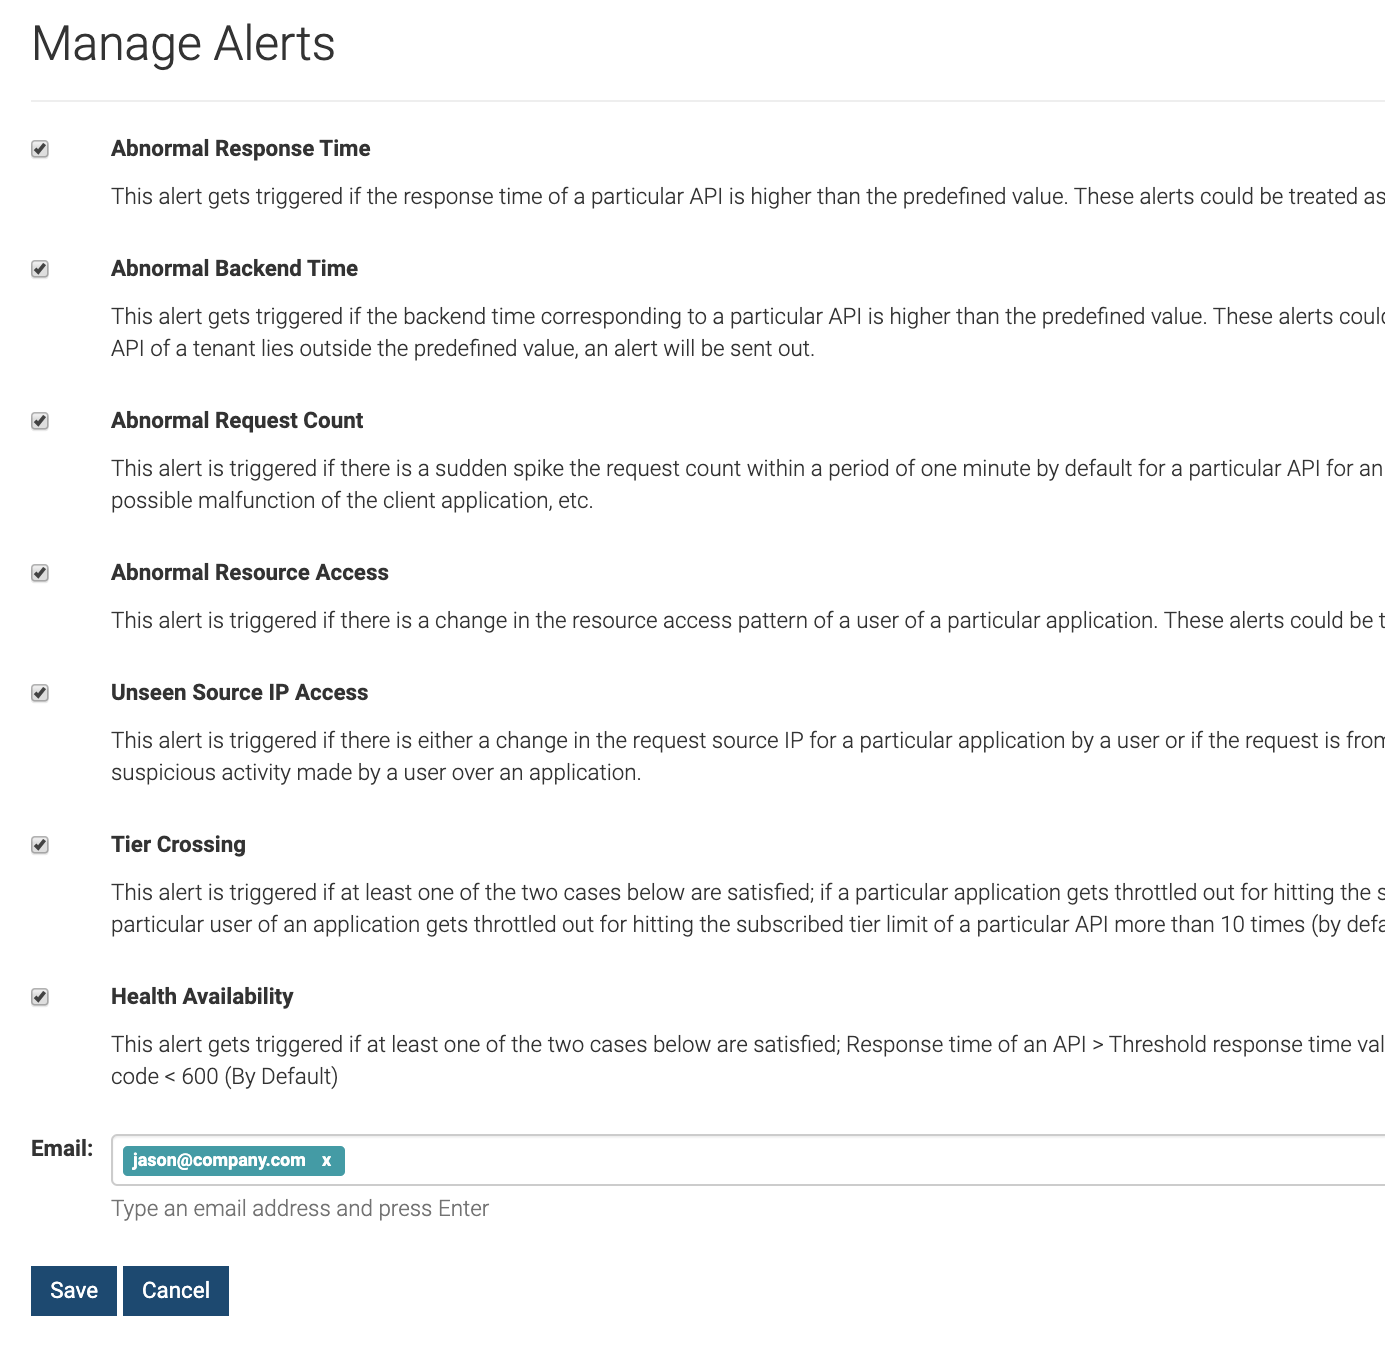 Manage Alerts
Abnormal Response Time
This alert gets triggered if the response time of a particular API is higher than the predefined value. These alerts could be treated as
Abnormal Backend Time
This alert gets triggered if the backend time corresponding to a particular API is higher than the predefined value. These alerts could
API of a tenant lies outside the predefined value, an alert will be sent out.
Abnormal Request Count
This alert is triggered if there is a sudden spike the request count within a period of one minute by default for a particular API for an
possible malfunction of the client application, etc.
Abnormal Resource Access
This alert is triggered if there is a change in the resource access pattern of a user of a particular application. These alerts could be t
Unseen Source IP Access
This alert is triggered if there is either a change in the request source IP for a particular application by a user or if the request is from
suspicious activity made by a user over an application.
Tier Crossing
This alert is triggered if at least one of the two cases below are satisfied; if a particular application gets throttled out for hitting the s
particular user of an application gets throttled out for hitting the subscribed tier limit of a particular API more than 10 times (by defa
Health Availability
This alert gets triggered if at least one of the two cases below are satisfied; Response time of an API > Threshold response time val
code < 600 (By Default)
Email: jason@company.com x
Type an email address and press Enter
Save Cancel